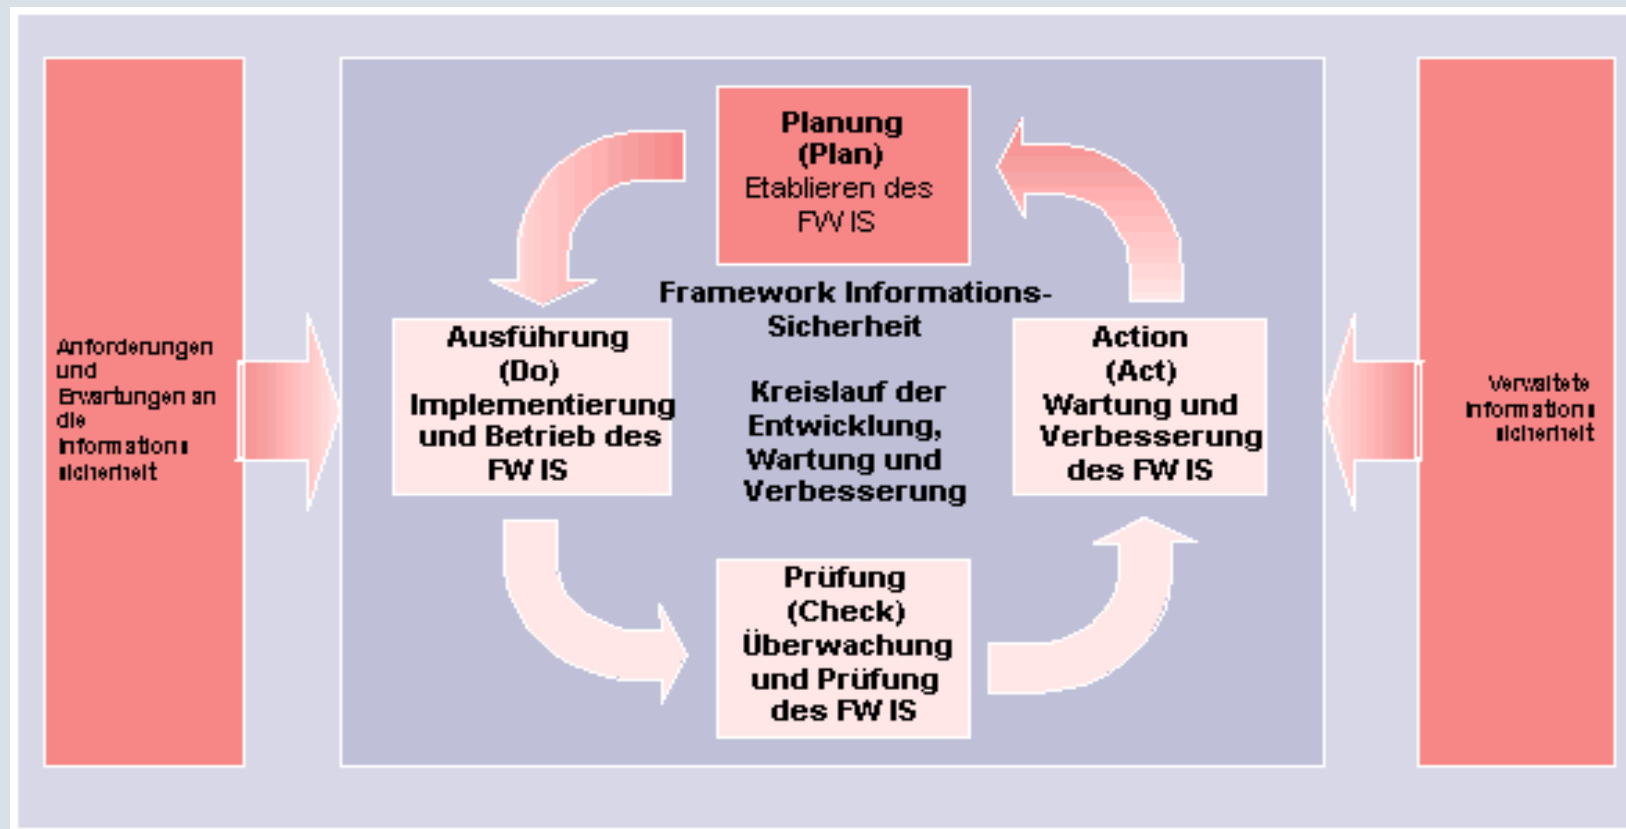 Anforderungen
und
Erwartungen an
die
Informations
sicherheit
Planung
(Plan)
Etablieren des
FW IS
Framework Informations-
Sicherheit
Kreislauf der
Entwicklung,
Wartung und
Verbesserung
Ausführung
(Do)
Implementierung
und Betrieb des
FW IS
Prüfung
(Check)
Überwachung
und Prüfung
des FW IS
Action
(Act)
Wartung und
Verbesserung
des FW IS
Verwaltete
Informations
sicherheit